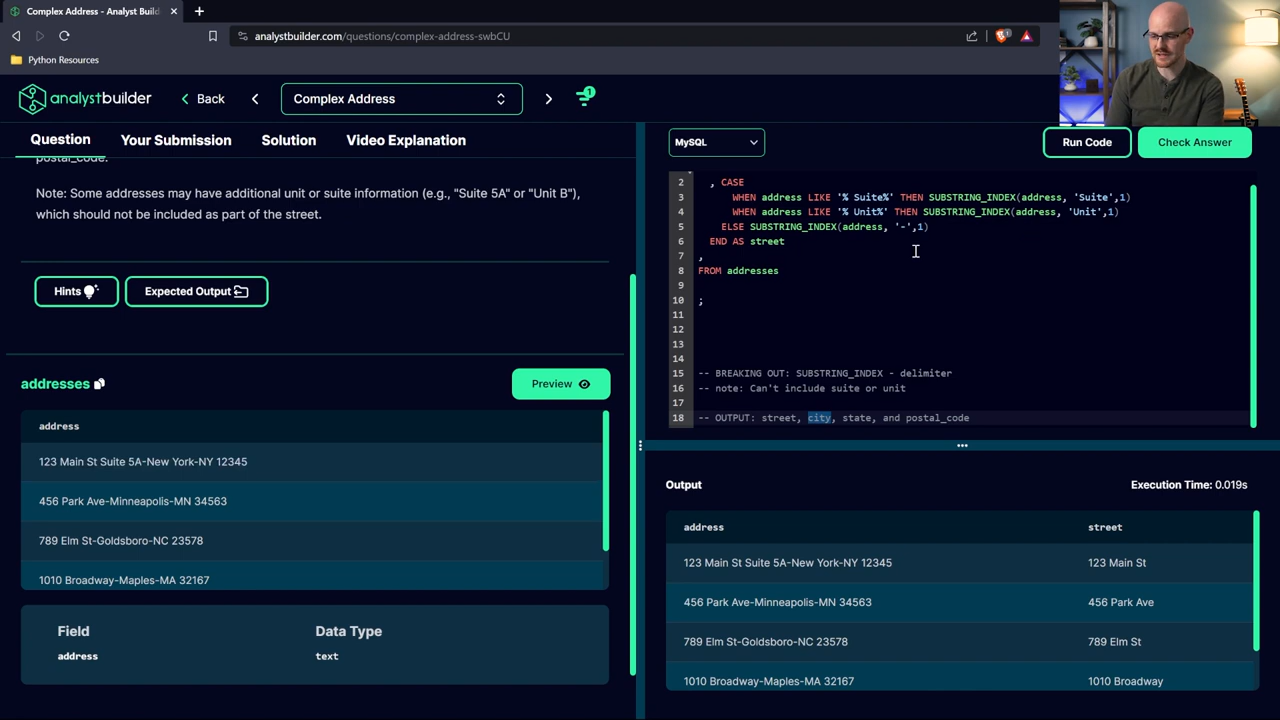 Complex Address - Analyst Build
analystbuilder.com/questions/complex-address-swbCU
1
Python Resources
analystbuilder
Back
Complex Address
1
Question
Your Submission
Solution
Video Explanation
postal_code.
Note: Some addresses may have additional unit or suite information (e.g., "Suite 5A" or "Unit B"),
which should not be included as part of the street.
Hints
Expected Output
addresses
Preview
address
123 Main St Suite 5A-New York-NY 12345
456 Park Ave-Minneapolis-MN 34563
789 Elm St-Goldsboro-NC 23578
1010 Broadway-Maples-MA 32167
Field
Data Type
address
text
MySQL
Run Code
Check Answer
2 , CASE
3 WHEN address LIKE '% Suite%' THEN SUBSTRING_INDEX(address, 'Suite',1)
4 WHEN address LIKE '% Unit%' THEN SUBSTRING_INDEX(address, 'Unit',1)
5 ELSE SUBSTRING_INDEX(address, '-',1)
6 END AS street
7 ,
8 FROM addresses
9
10 ;
11
12
13
14
15 -- BREAKING OUT: SUBSTRING_INDEX - delimiter
16 -- note: Can't include suite or unit
17
18 -- OUTPUT: street, city, state, and postal_code
Output
Execution Time: 0.019s
address street
123 Main St Suite 5A-New York-NY 12345 123 Main St
456 Park Ave-Minneapolis-MN 34563 456 Park Ave
789 Elm St-Goldsboro-NC 23578 789 Elm St
1010 Broadway-Maples-MA 32167 1010 Broadway